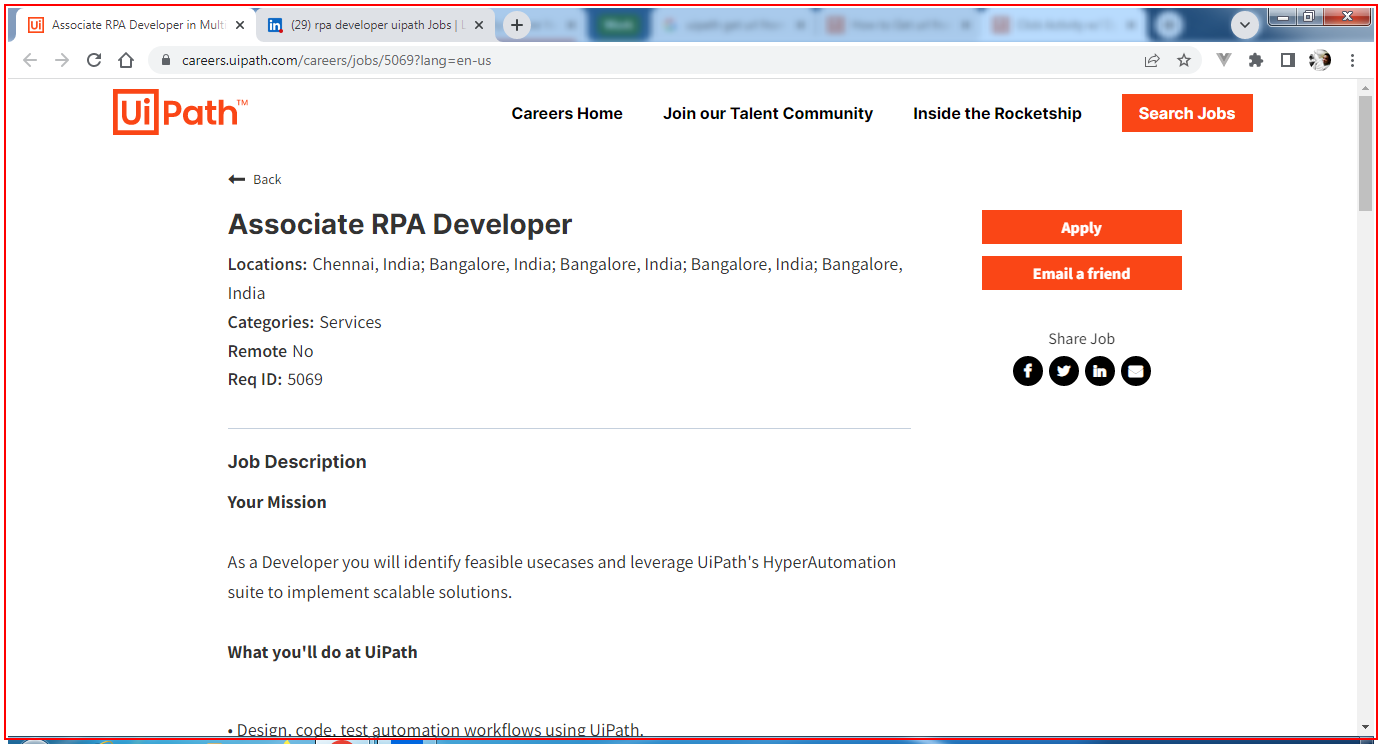 Associate RPA Developer in Mult
(29) rpa developer uipath Jobs | L
careers.uipath.com/careers/jobs/5069?lang=en-us
UiPath™
Careers Home
Join our Talent Community
Inside the Rocketship
Search Jobs
Back
Associate RPA Developer
Locations: Chennai, India; Bangalore, India; Bangalore, India; Bangalore, India; Bangalore,
India
Categories: Services
Remote No
Req ID: 5069
Apply
Email a friend
Share Job
Job Description
Your Mission
As a Developer you will identify feasible usecases and leverage UiPath's HyperAutomation
suite to implement scalable solutions.
What you'll do at UiPath
• Design, code, test automation workflows using UiPath.